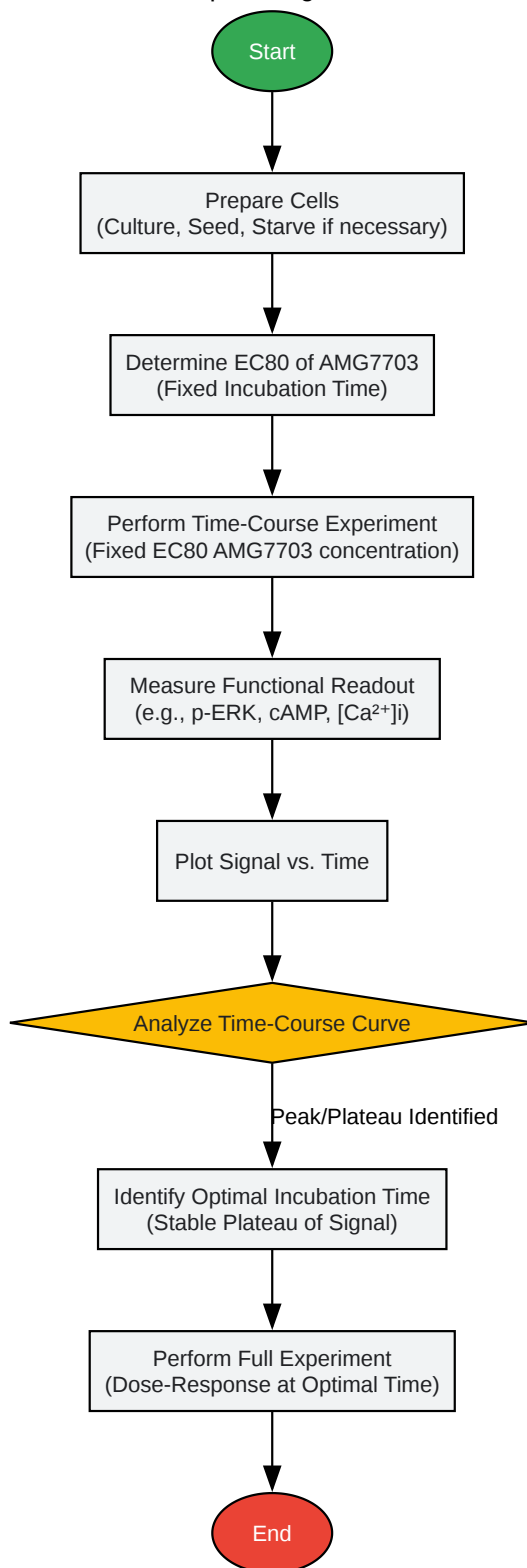 Start
Prepare Cells
(Culture, Seed, Starve if necessary)
Determine EC80 of AMG7703
(Fixed Incubation Time)
Perform Time-Course Experiment
(Fixed EC80 AMG7703 concentration)
Measure Functional Readout
(e.g., p-ERK, cAMP, [Ca²⁺]i)
Plot Signal vs. Time
Analyze Time-Course Curve
Peak/Plateau Identified
Identify Optimal Incubation Time
(Stable Plateau of Signal)
Perform Full Experiment
(Dose-Response at Optimal Time)
End